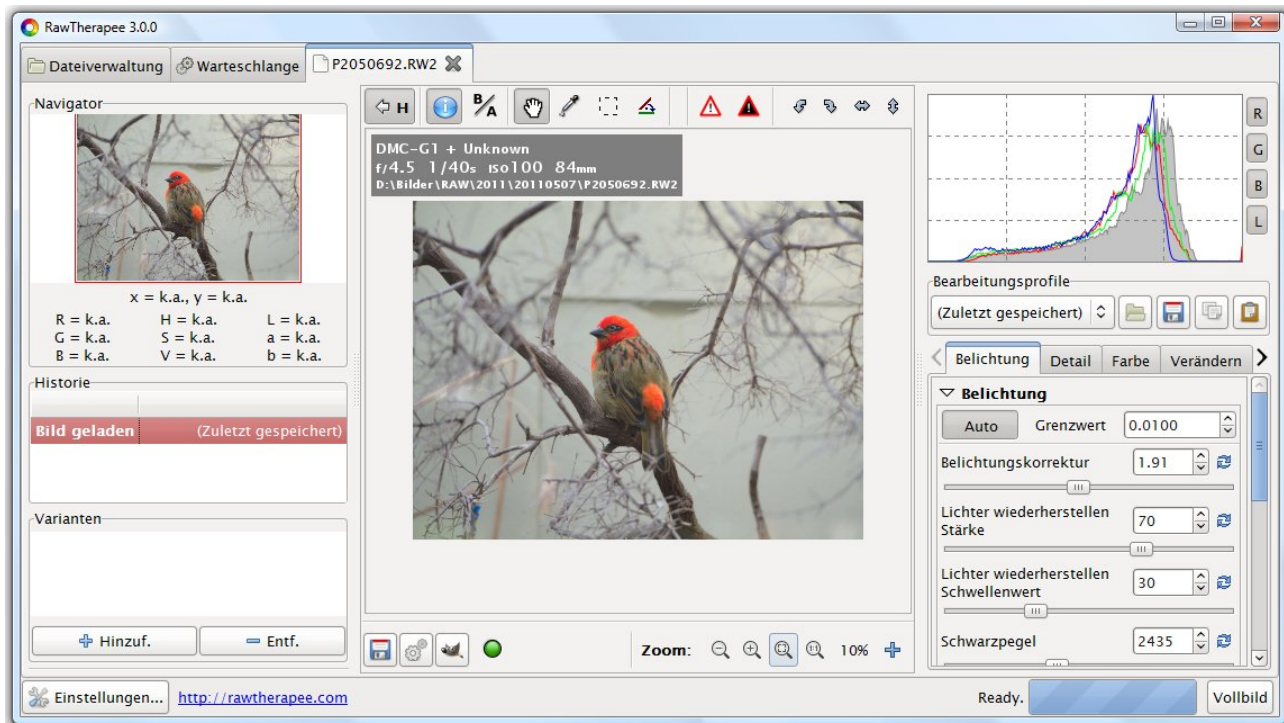 RawTherapee 3.0.0
Dateiverwaltung
Warteschlange
P2050692.RW2
Navigator
x = k.a., y = k.a.
R = k.a. H = k.a. L = k.a.
G = k.a. S = k.a. a = k.a.
B = k.a. V = k.a. b = k.a.
Historie
Bild geladen (Zuletzt gespeichert)
Varianten
Hinzuf.
Entf.
H
B/A
DMC-G1 + Unknown
f/4.5 1/40s ISO100 84mm
D:\Bilder\RAW\2011\20110507\P2050692.RW2
Zoom: 1:1 10%
R
G
B
L
Bearbeitungsprofile
(Zuletzt gespeichert)
Belichtung Detail Farbe Verändern
Belichtung
Auto Grenzwert 0.0100
Belichtungskorrektur 1.91
Lichter wiederherstellen
Stärke 70
Lichter wiederherstellen
Schwellenwert 30
Schwarzpegel 2435
Einstellungen...
http://rawtherapee.com
Ready.
Vollbild